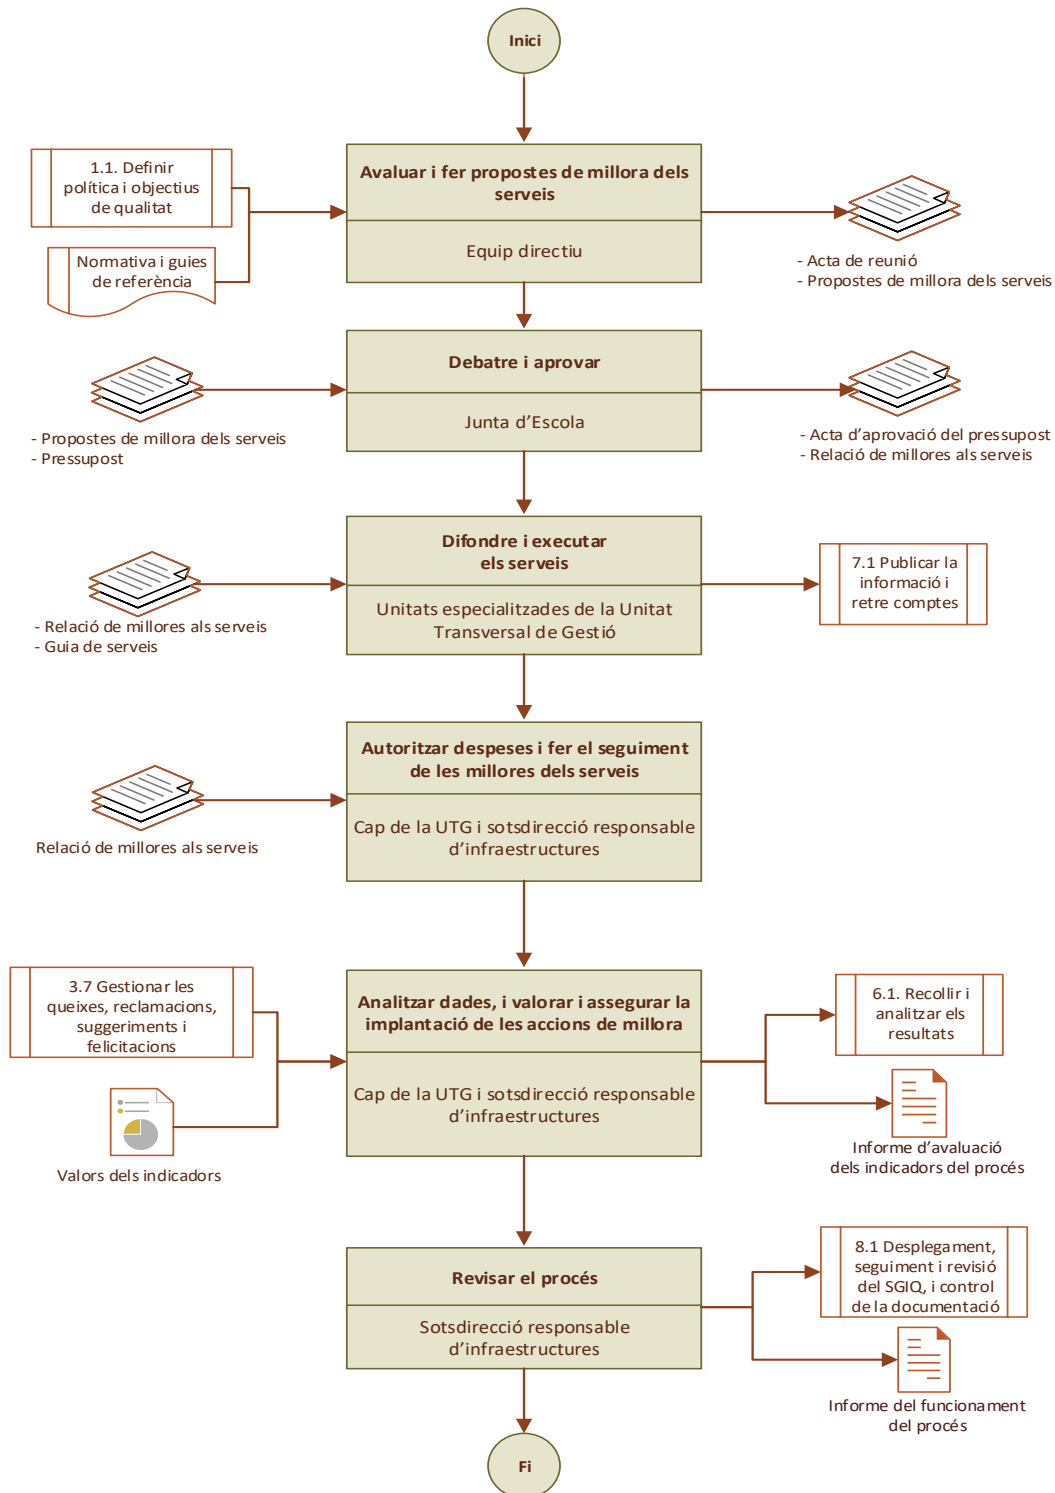 Inici
1.1. Definir
política i objectius
de qualitat
Normativa i guies
de referència
Avaluar i fer propostes de millora dels
serveis
Equip directiu
- Acta de reunió
- Propostes de millora dels serveis
- Propostes de millora dels serveis
- Pressupost
Debatre i aprovar
Junta d’Escola
- Acta d’aprovació del pressupost
- Relació de millores als serveis
- Relació de millores als serveis
- Guia de serveis
Difondre i executar
els serveis
Unitats especialitzades de la Unitat
Transversal de Gestió
7.1 Publicar la
informació i
retre comptes
Relació de millores als serveis
Autoritzar despeses i fer el seguiment
de les millores dels serveis
Cap de la UTG i sotsdirecció responsable
d’infraestructures
3.7 Gestionar les
queixes, reclamacions,
suggeriments i
felicitacions
Valors dels indicadors
Analitzar dades, i valorar i assegurar la
implantació de les accions de millora
Cap de la UTG i sotsdirecció responsable
d’infraestructures
6.1. Recollir i
analitzar els
resultats
Informe d’avaluació
dels indicadors del procés
Revisar el procés
Sotsdirecció responsable
d’infraestructures
8.1 Desplegament,
seguiment i revisió
del SGIQ, i control
de la documentació
Informe del funcionament
del procés
Fi